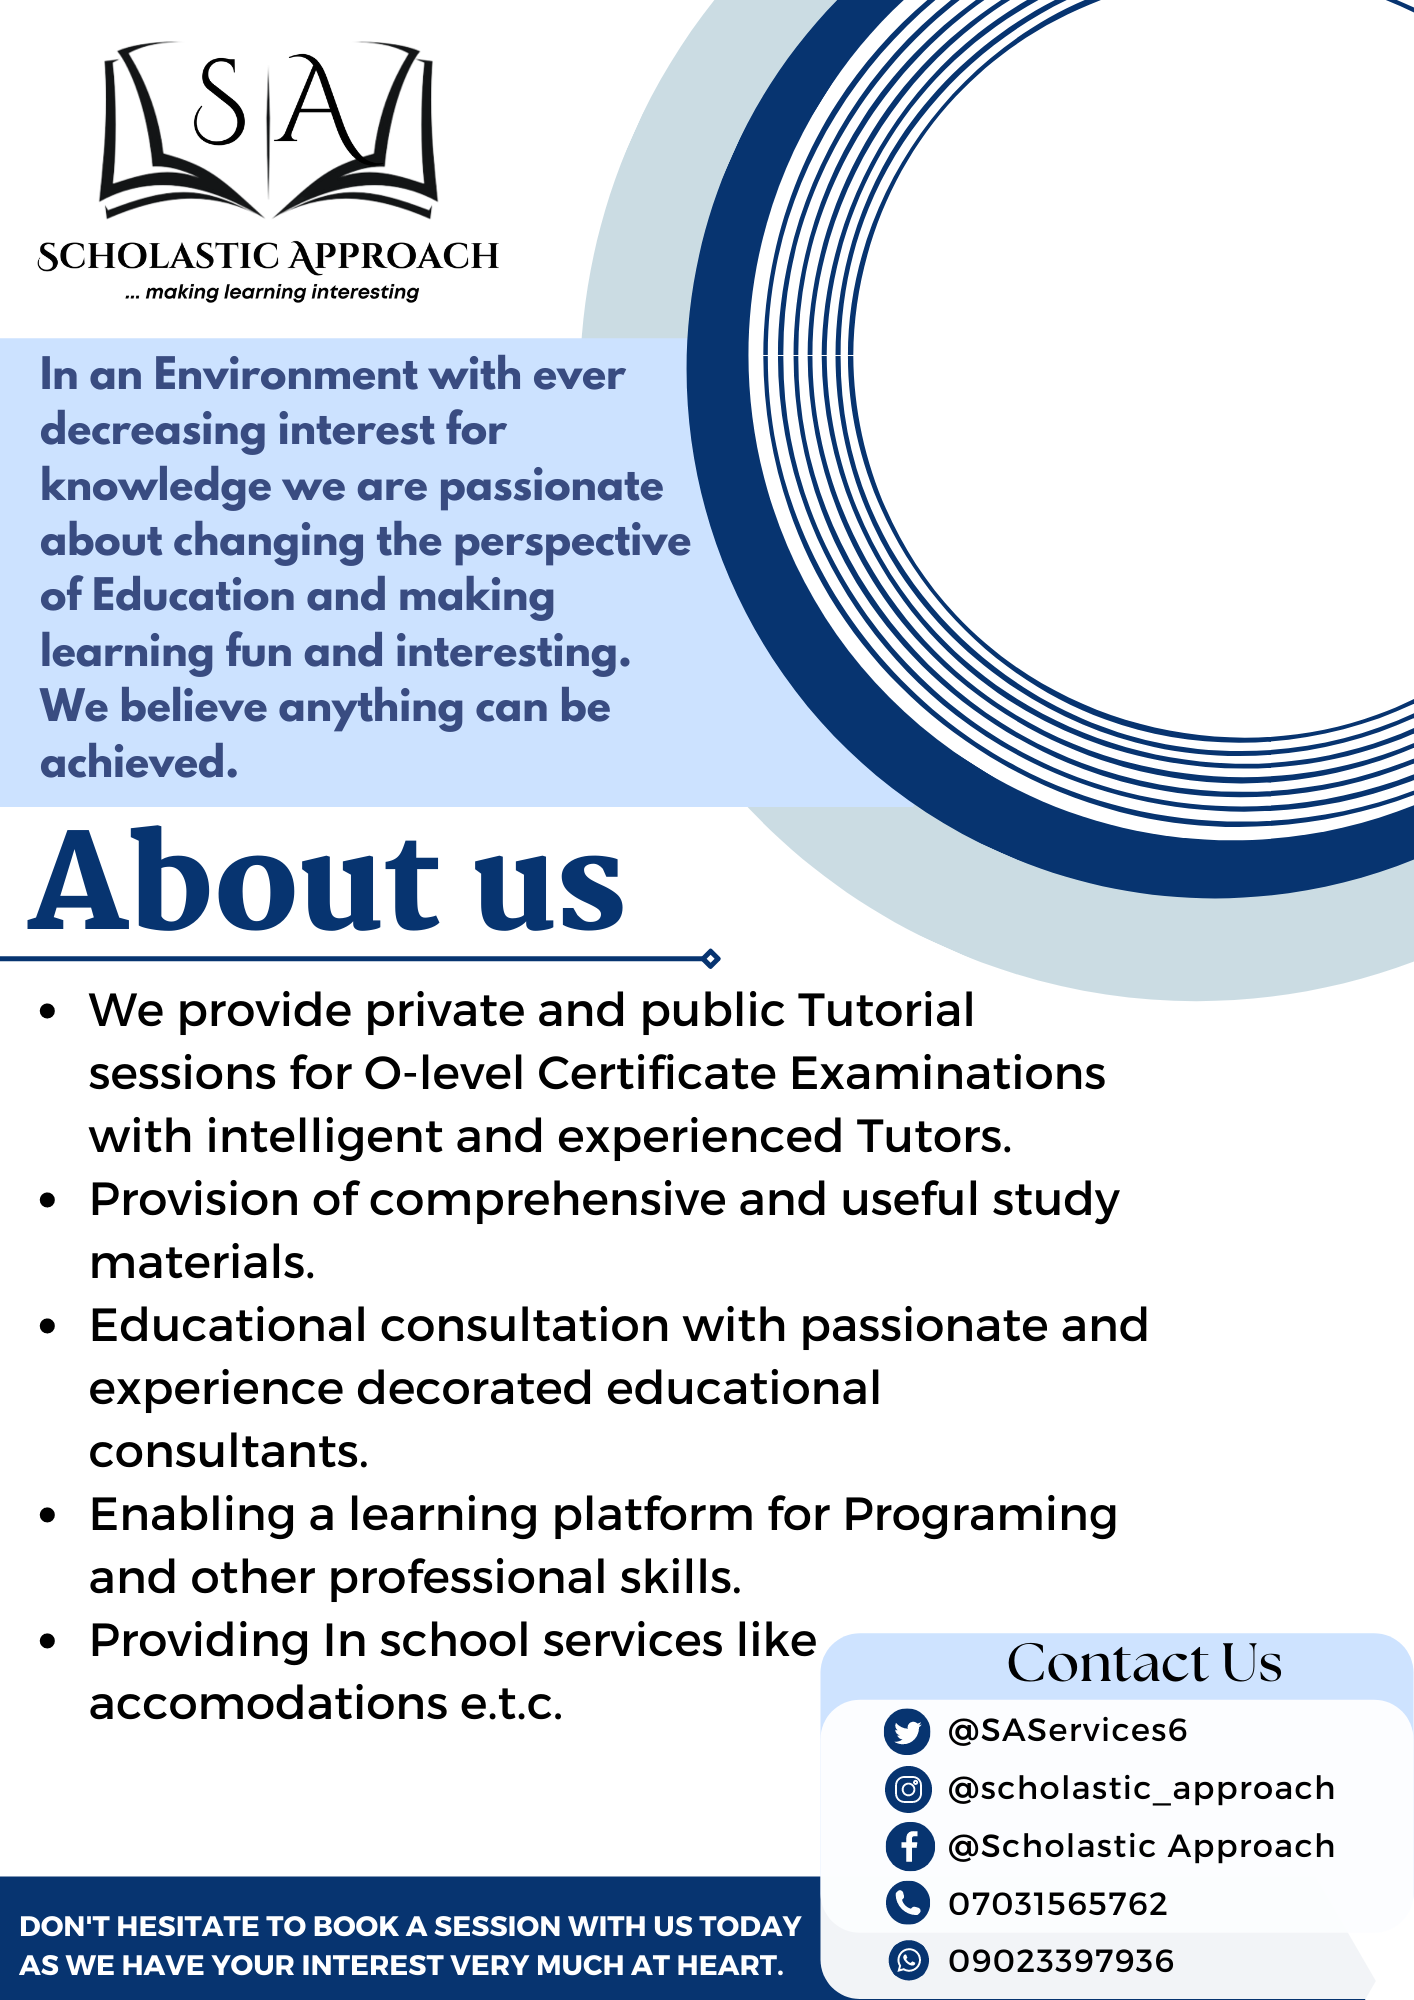 S A
SCHOLASTIC APPROACH
... making learning interesting
In an Environment with ever
decreasing interest for
knowledge we are passionate
about changing the perspective
of Education and making
learning fun and interesting.
We believe anything can be
achieved.
About us
• We provide private and public Tutorial
sessions for O-level Certificate Examinations
with intelligent and experienced Tutors.
• Provision of comprehensive and useful study
materials.
• Educational consultation with passionate and
experience decorated educational
consultants.
• Enabling a learning platform for Programing
and other professional skills.
• Providing In school services like
accomodations e.t.c.
Contact Us
@SAServices6
@scholastic_approach
@Scholastic Approach
07031565762
09023397936
DON'T HESITATE TO BOOK A SESSION WITH US TODAY
AS WE HAVE YOUR INTEREST VERY MUCH AT HEART.